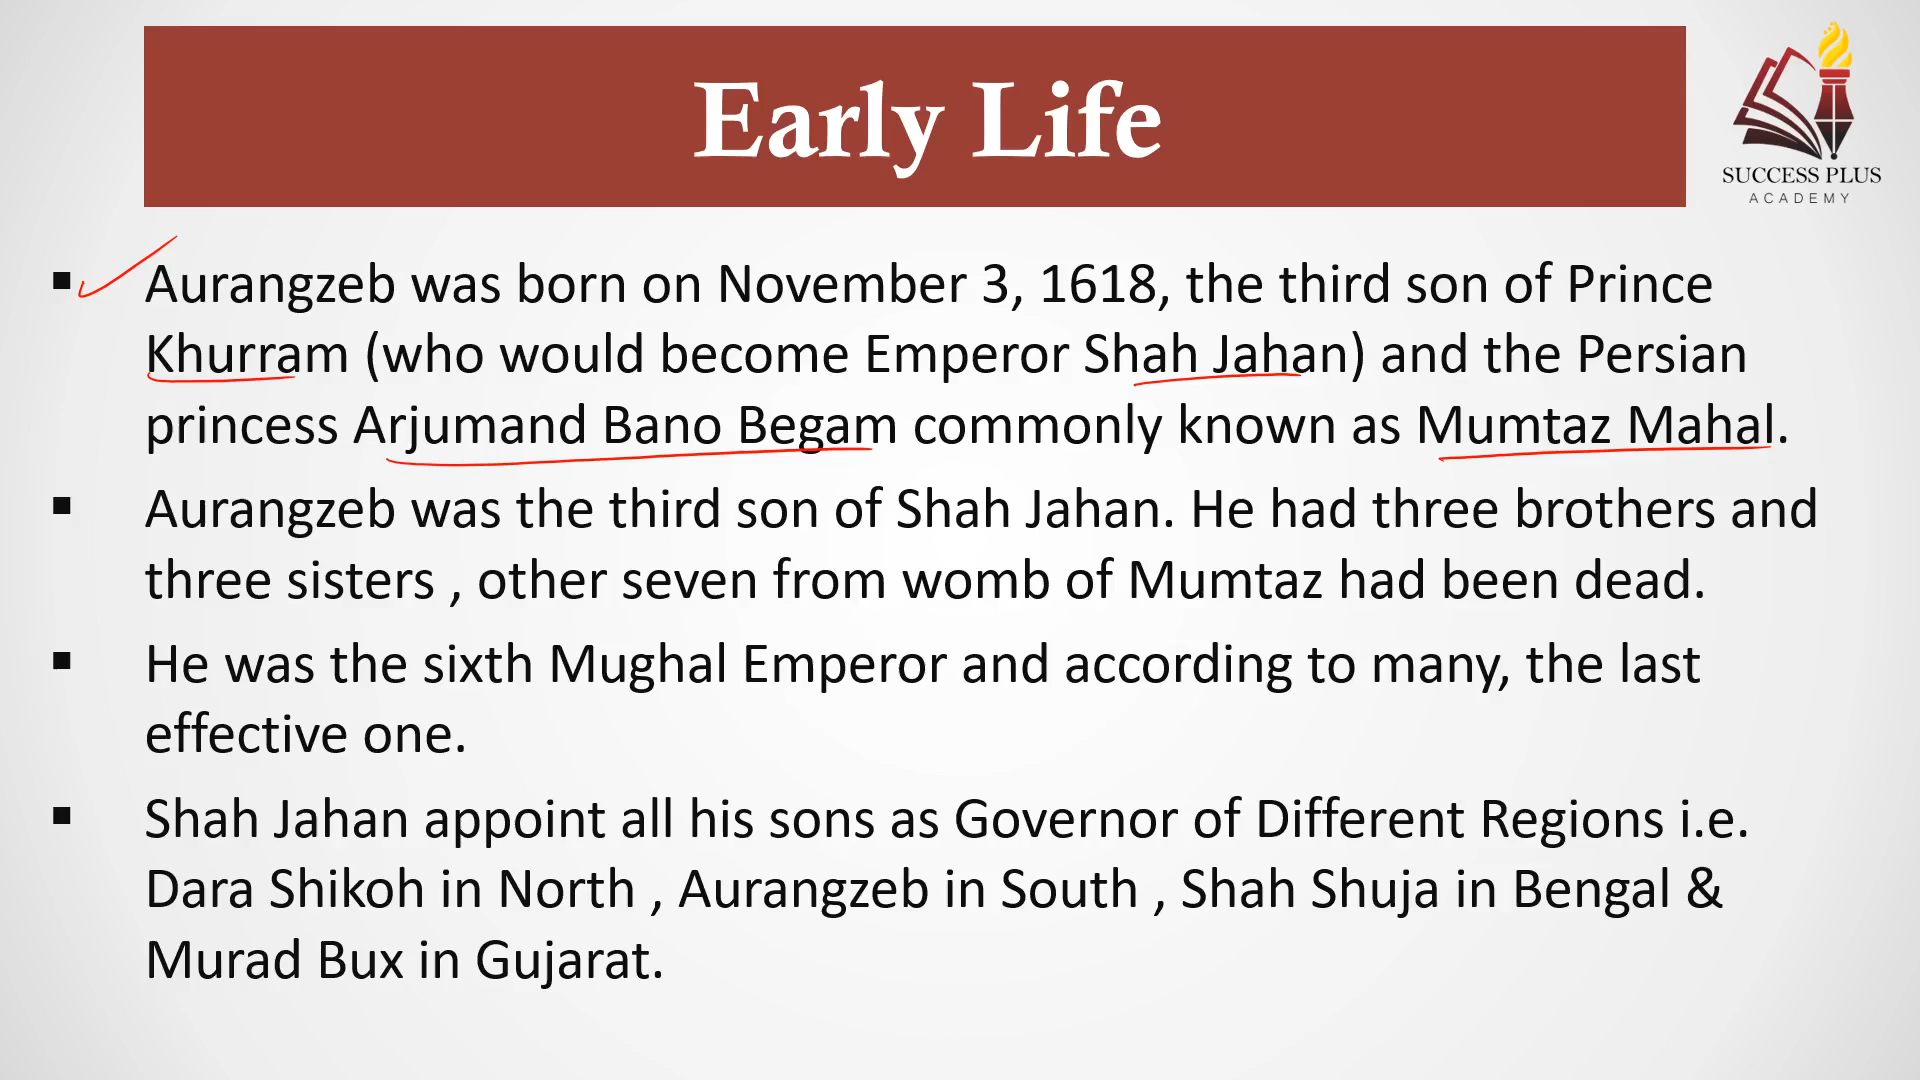 Early Life
SUCCESS PLUS
ACADEMY
▪ Aurangzeb was born on November 3, 1618, the third son of Prince
Khurram (who would become Emperor Shah Jahan) and the Persian
princess Arjumand Bano Begam commonly known as Mumtaz Mahal.
▪ Aurangzeb was the third son of Shah Jahan. He had three brothers and
three sisters , other seven from womb of Mumtaz had been dead.
▪ He was the sixth Mughal Emperor and according to many, the last
effective one.
▪ Shah Jahan appoint all his sons as Governor of Different Regions i.e.
Dara Shikoh in North , Aurangzeb in South , Shah Shuja in Bengal &
Murad Bux in Gujarat.